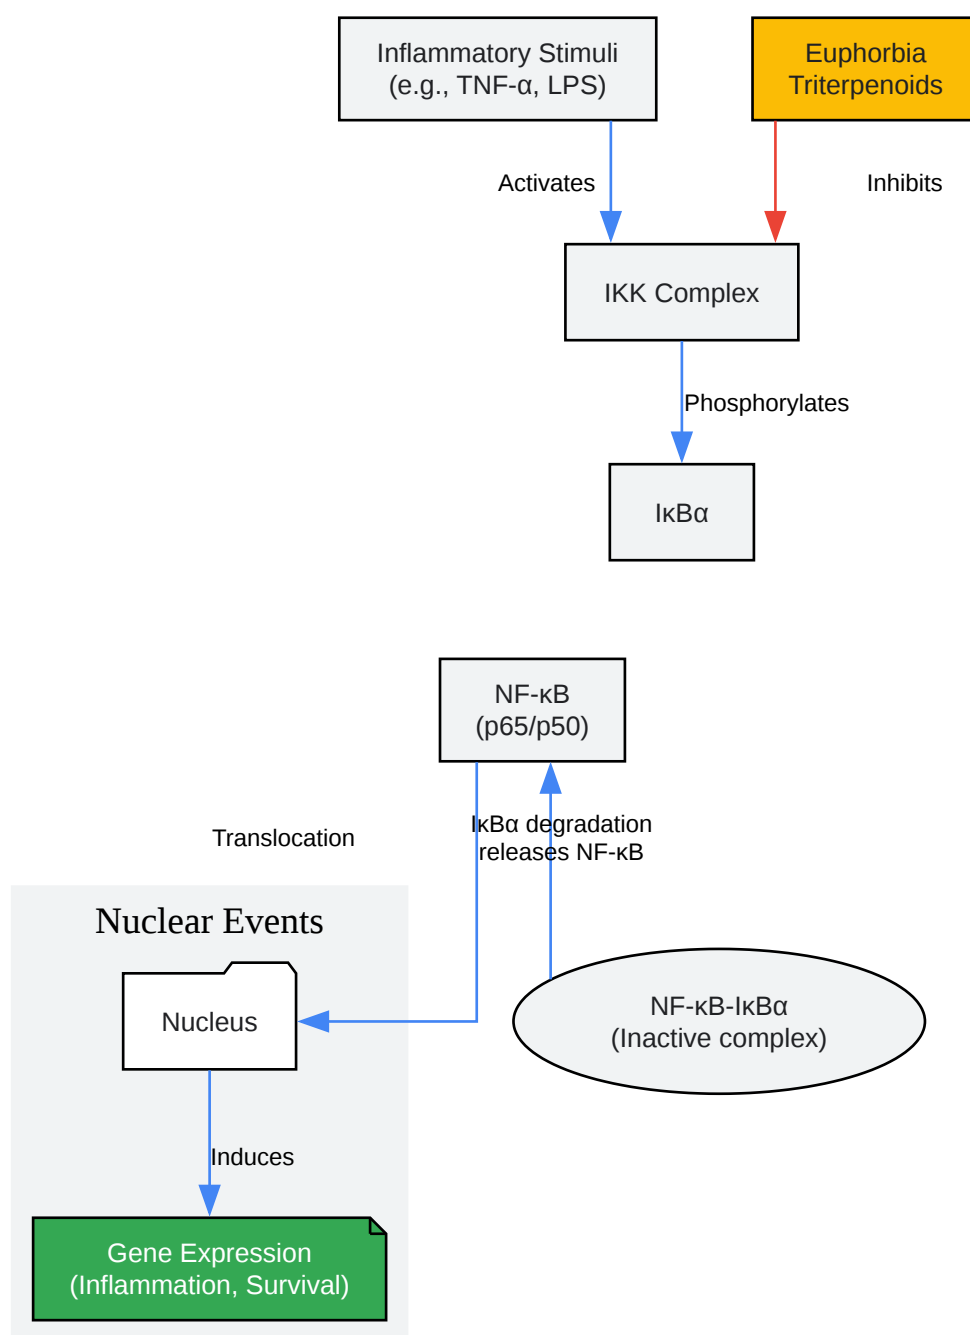 Inflammatory Stimuli
(e.g., TNF-α, LPS)
Euphorbia
Triterpenoids
Activates
Inhibits
IKK Complex
Phosphorylates
IκBα
NF-κB
(p65/p50)
Translocation
IκBα degradation
releases NF-κB
Nuclear Events
Nucleus
NF-κB-IκBα
(Inactive complex)
Induces
Gene Expression
(Inflammation, Survival)